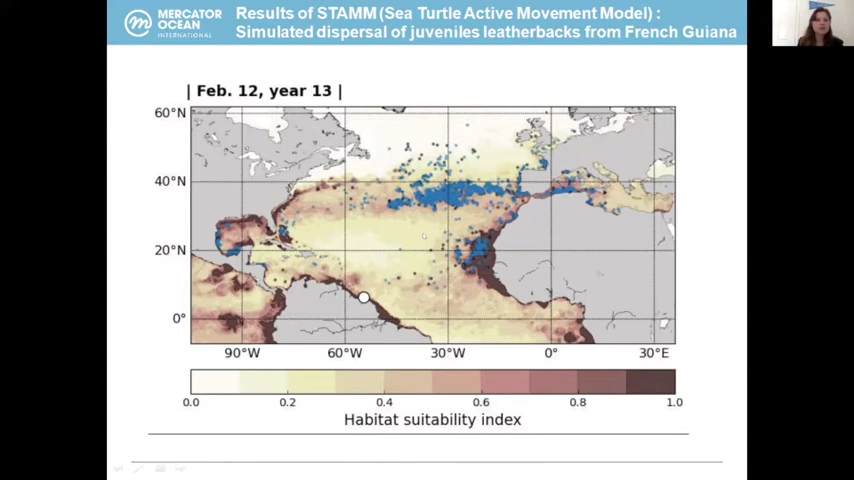 MERCATOR
OCEAN
INTERNATIONAL
Results of STAMM (Sea Turtle Active Movement Model) :
Simulated dispersal of juveniles leatherbacks from French Guiana
| Feb. 12, year 13 |
60°N
40°N
20°N
0°
90°W 60°W 30°W 0° 30°E
0.0 0.2 0.4 0.6 0.8 1.0
Habitat suitability index